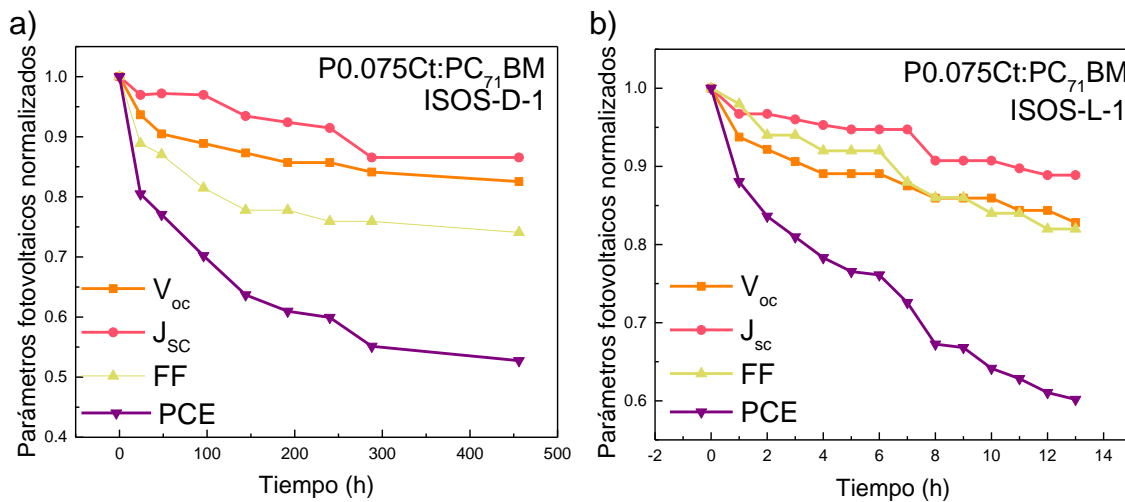 a)
P0.075Ct:PC71BM
ISOS-D-1
Parámetros fotovoltaicos normalizados
1.0
0.9
0.8
0.7
0.6
0.5
0.4
Voc
JSC
FF
PCE
0 100 200 300 400 500
Tiempo (h)
b)
P0.075Ct:PC71BM
ISOS-L-1
Parámetros fotovoltaicos normalizados
1.0
0.9
0.8
0.7
0.6
Voc
Jsc
FF
PCE
-2 0 2 4 6 8 10 12 14
Tiempo (h)